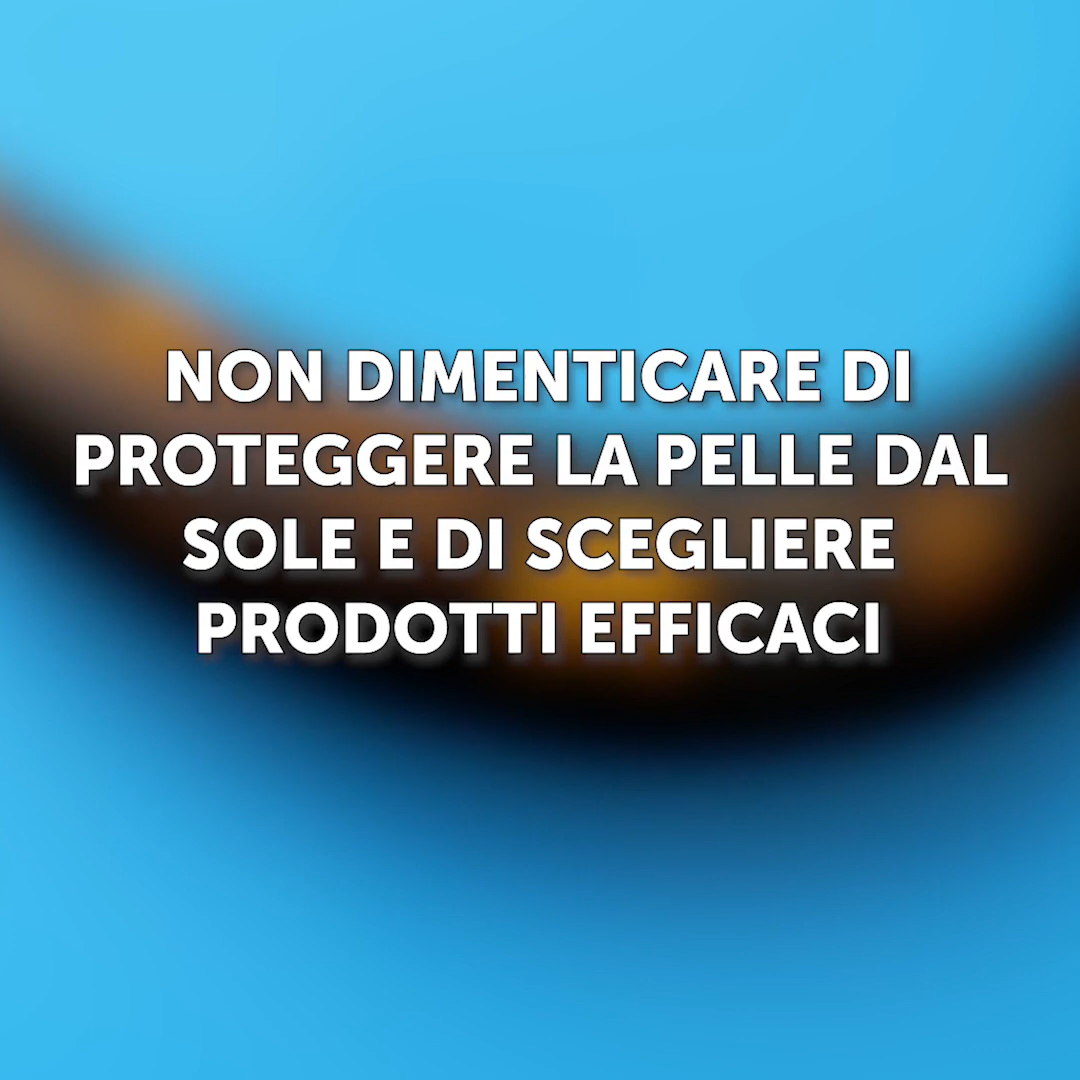 NON DIMENTICARE DI
PROTEGGERE LA PELLE DAL
SOLE E DI SCEGLIERE
PRODOTTI EFFICACI